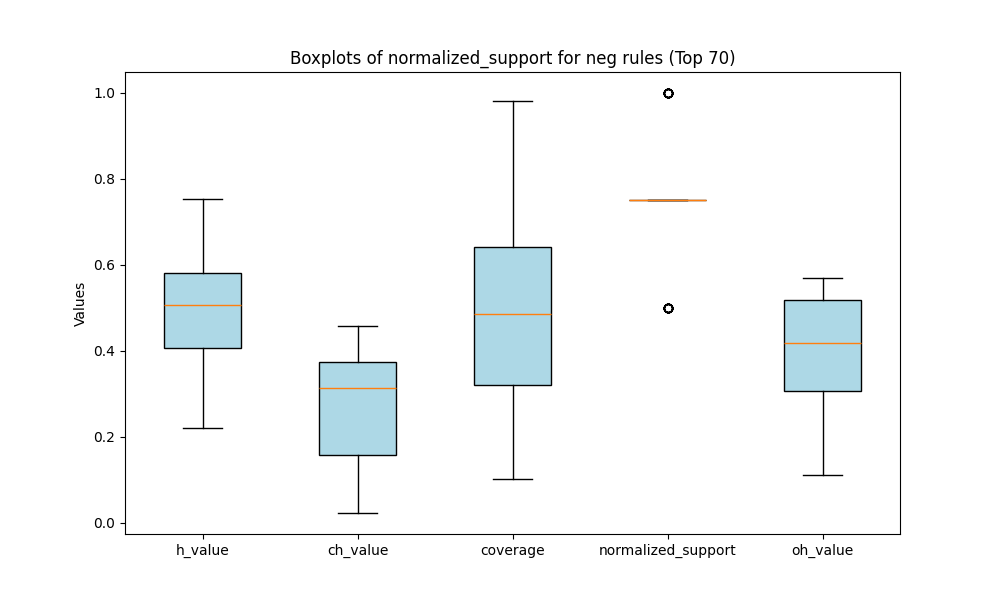 Boxplots of normalized_support for neg rules (Top 70)
Values
1.0
0.8
0.6
0.4
0.2
0.0
h_value
ch_value
coverage
normalized_support
oh_value